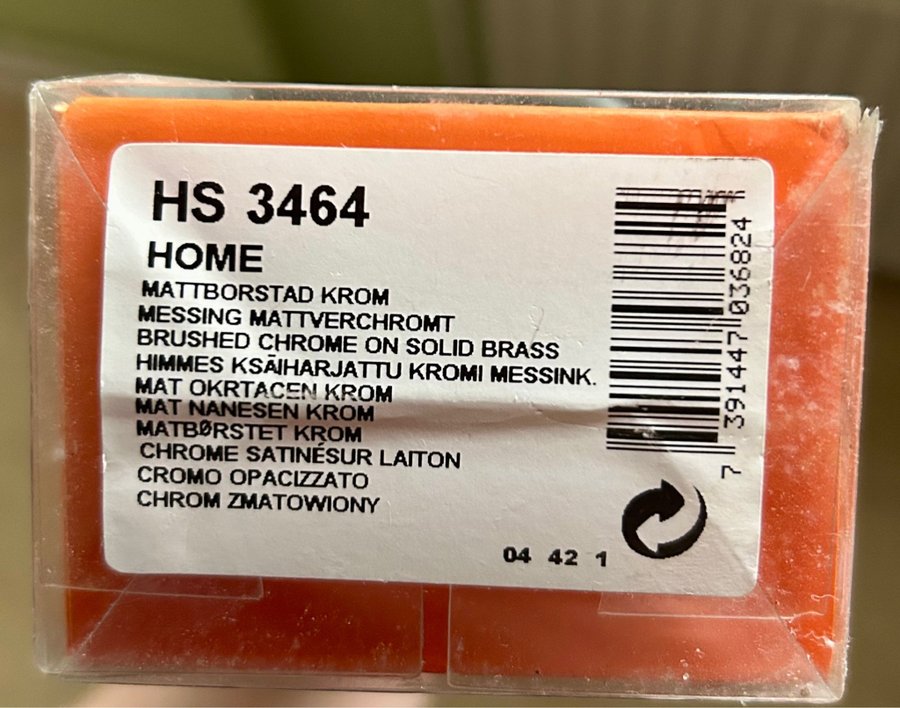 HS 3464
HOME
MATTBORSTAD KROM
MESSING MATTVERCHROMT
BRUSHED CHROME ON SOLID BRASS
HIMMES KSÄIHARJATTU KROMI MESSINK.
MAT OKRTACEN KROM
MAT NANESEN KROM
MATBØRSTET KROM
CHROME SATINÉSUR LAITON
CROMO OPACIZZATO
CHROM ZMATOWIONY
7 391447 036824
04 42 1